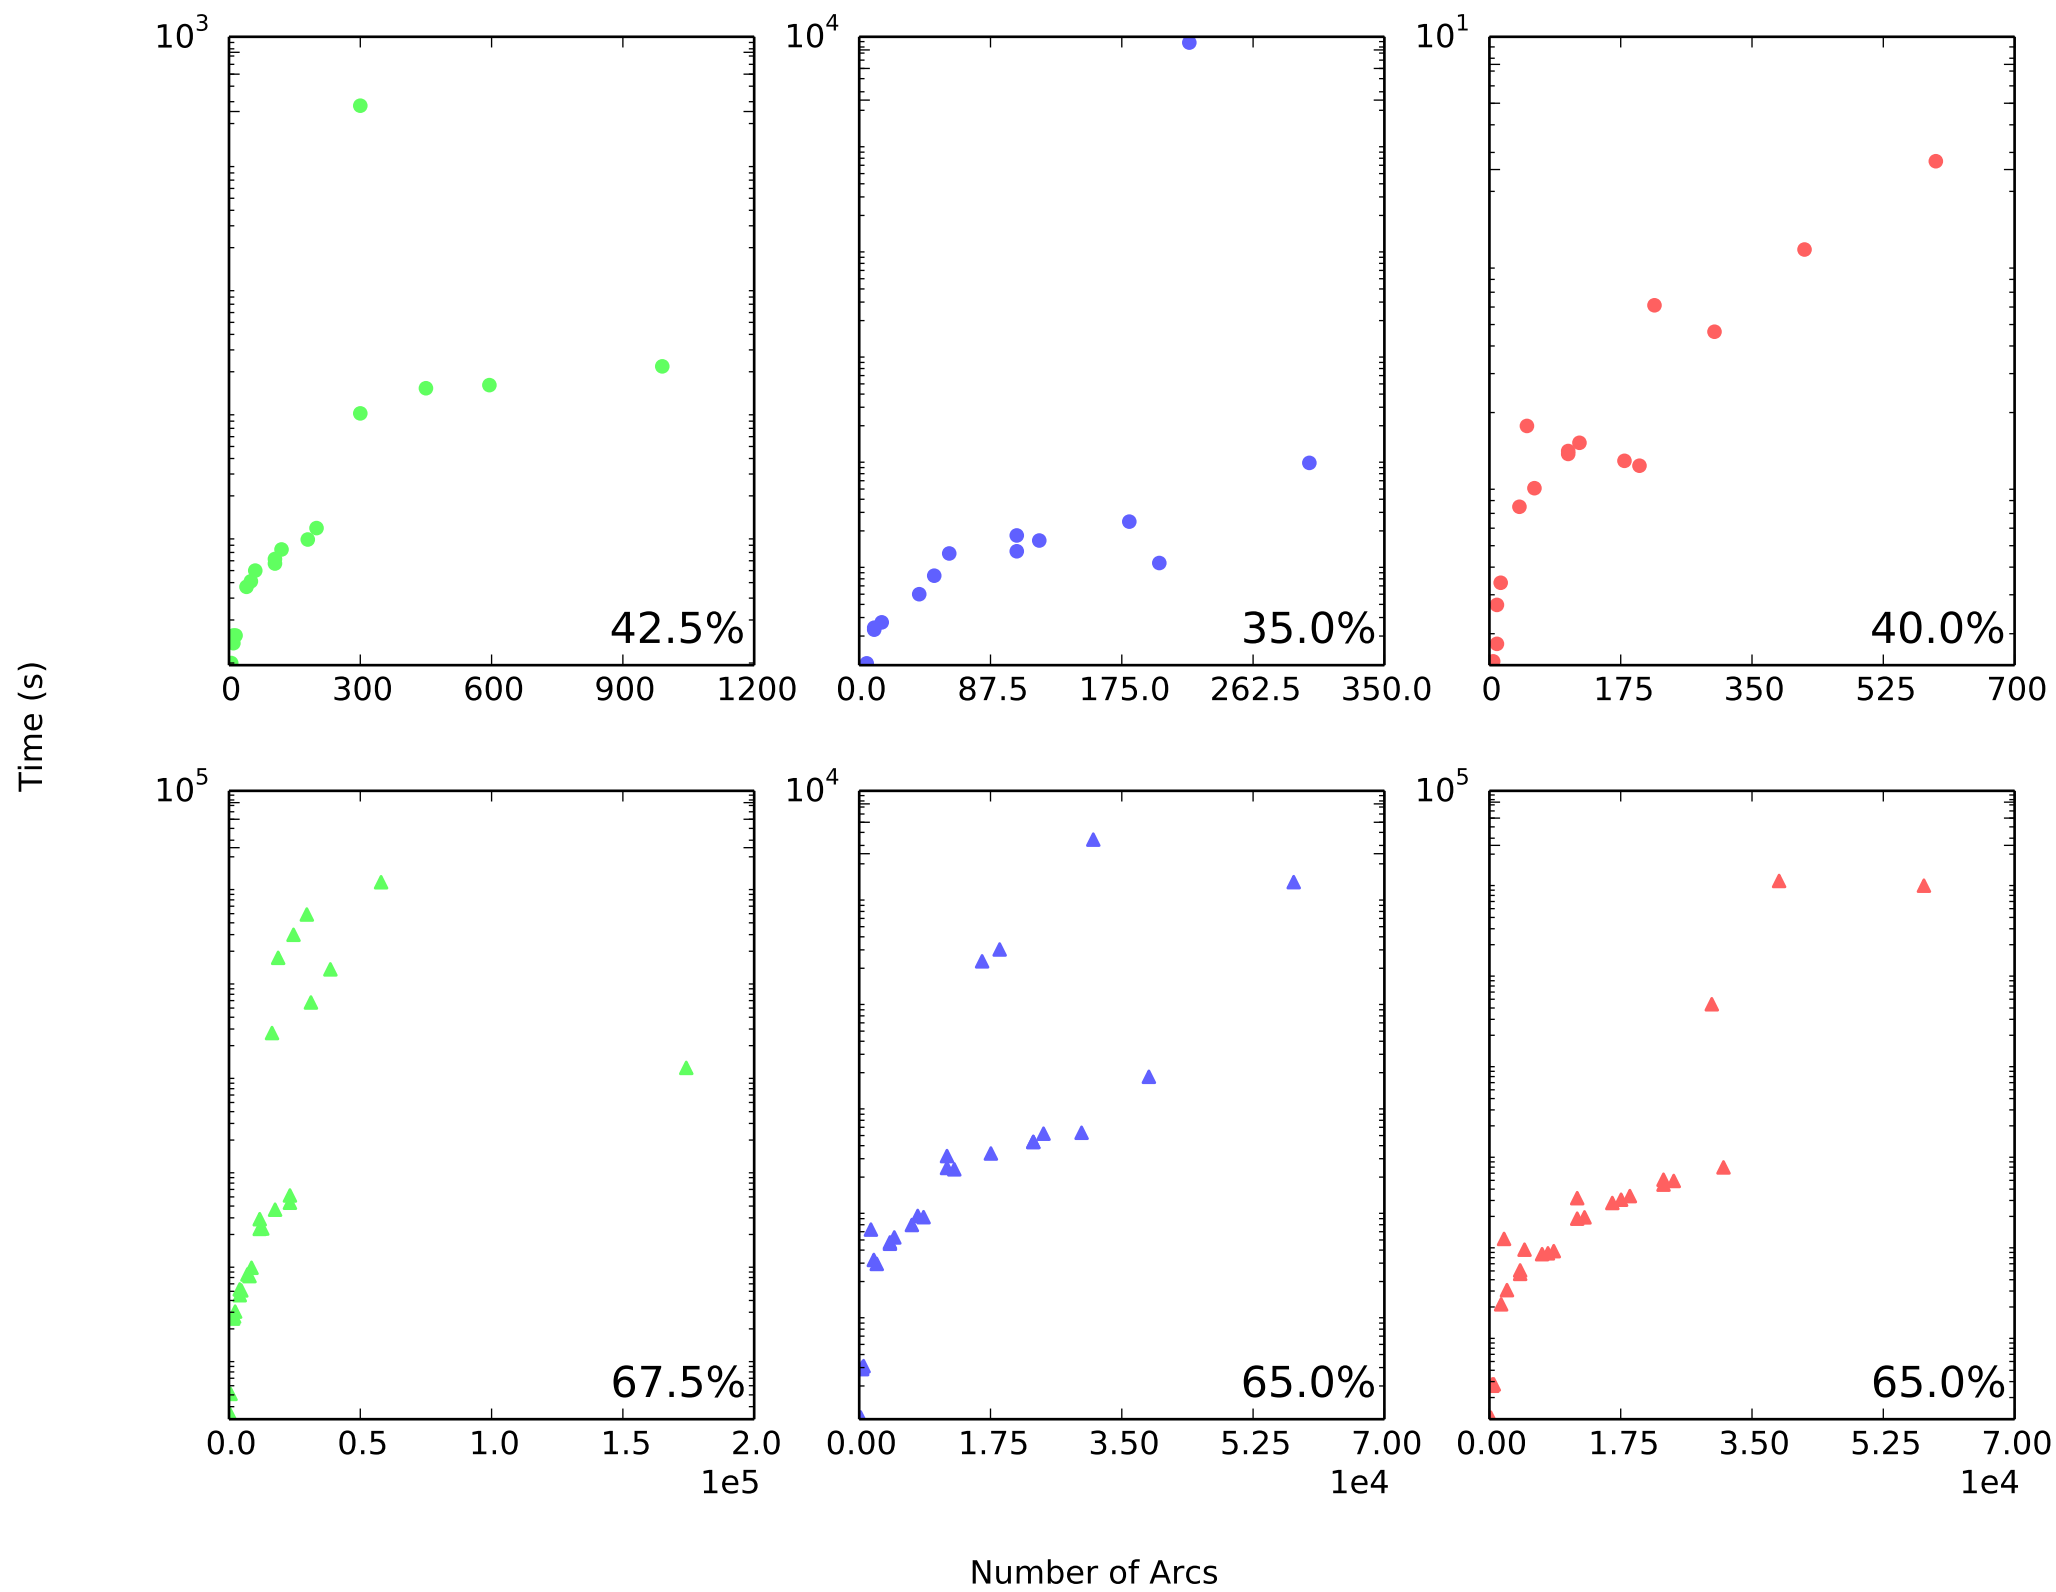 10^3 10^4 10^1
42.5% 35.0% 40.0%
0 300 600 900 1200 0.0 87.5 175.0 262.5 350.0 0 175 350 525 700
Time (s)
10^5 10^4 10^5
67.5% 65.0% 65.0%
0.0 0.5 1.0 1.5 2.0 0.00 1.75 3.50 5.25 7.00 0.00 1.75 3.50 5.25 7.00
1e5 1e4 1e4
Number of Arcs